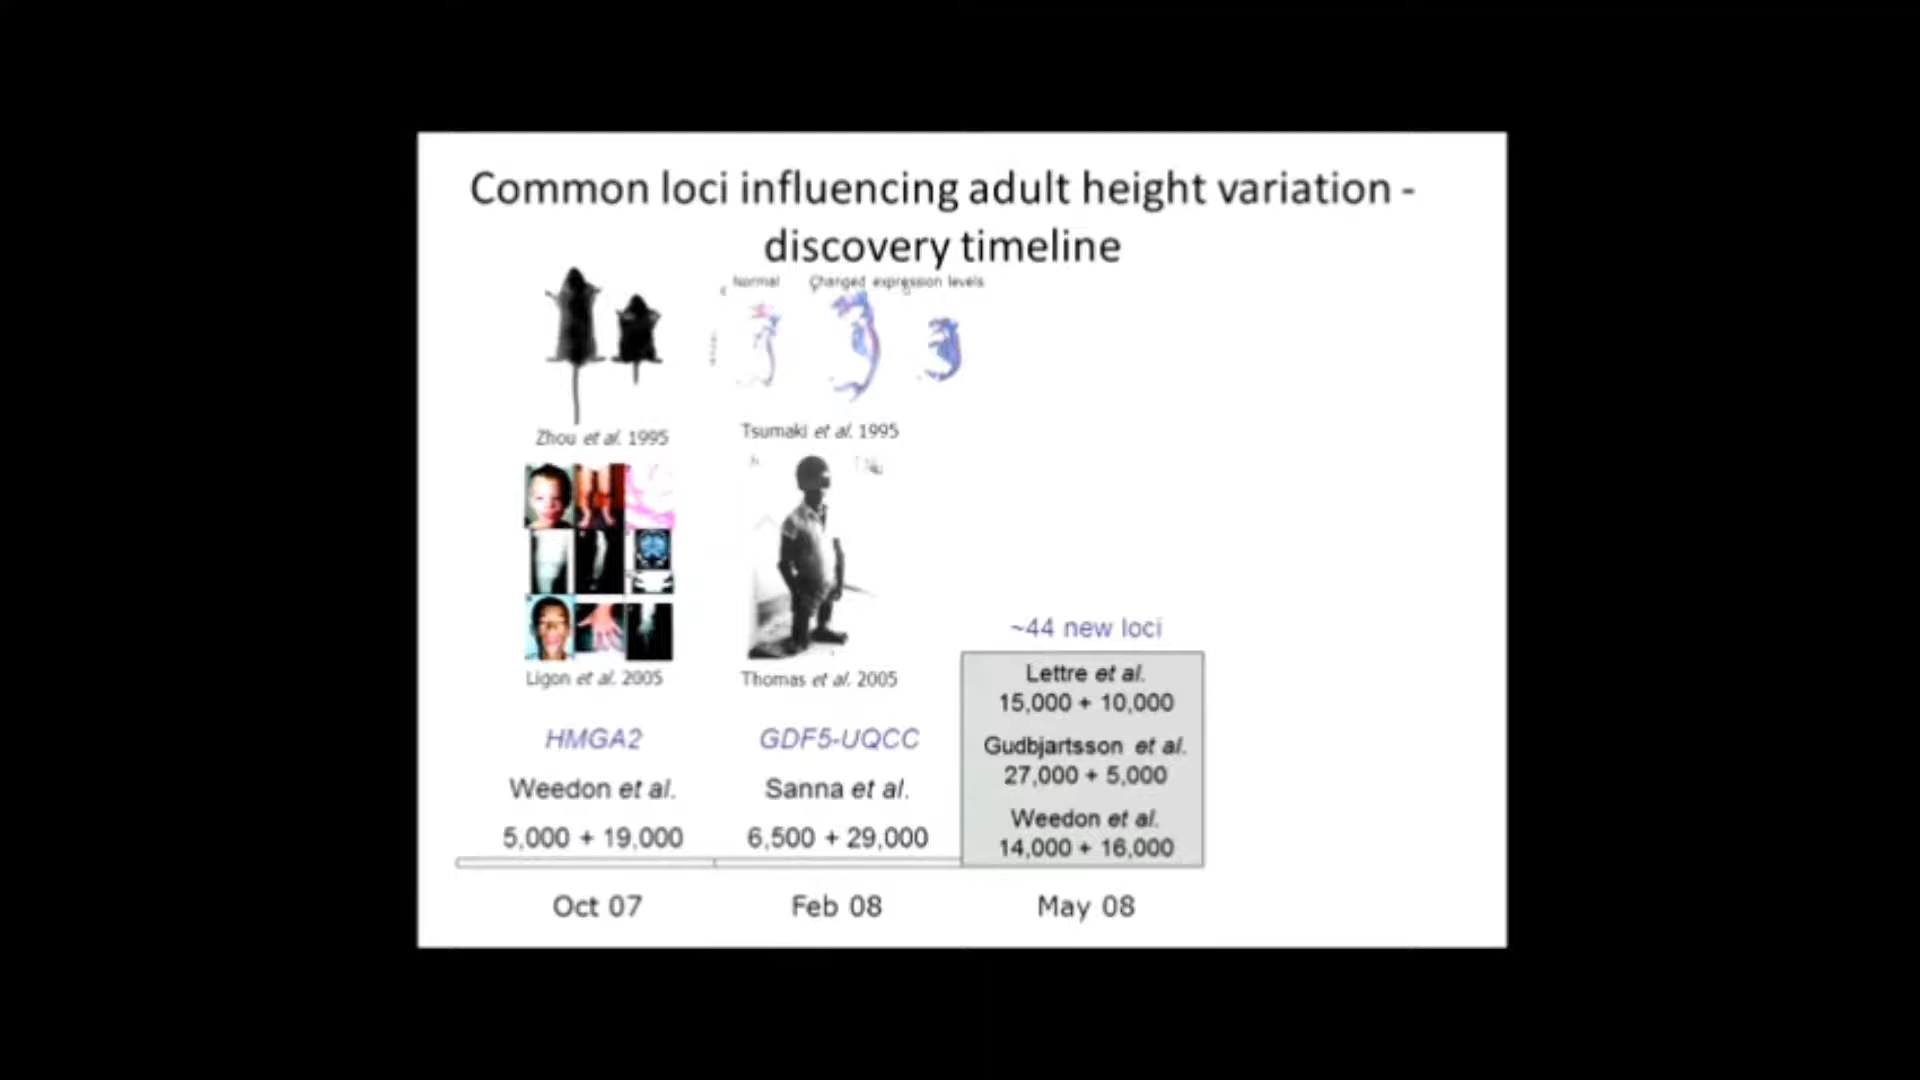 Common loci influencing adult height variation -
discovery timeline
Normal Changed expression levels
Zhou et al. 1995
Tsumaki et al. 1995
Ligon et al. 2005
Thomas et al. 2005
HMGA2
Weedon et al.
5,000 + 19,000
GDF5-UQCC
Sanna et al.
6,500 + 29,000
~44 new loci
Lettre et al.
15,000 + 10,000
Gudbjartsson et al.
27,000 + 5,000
Weedon et al.
14,000 + 16,000
Oct 07
Feb 08
May 08